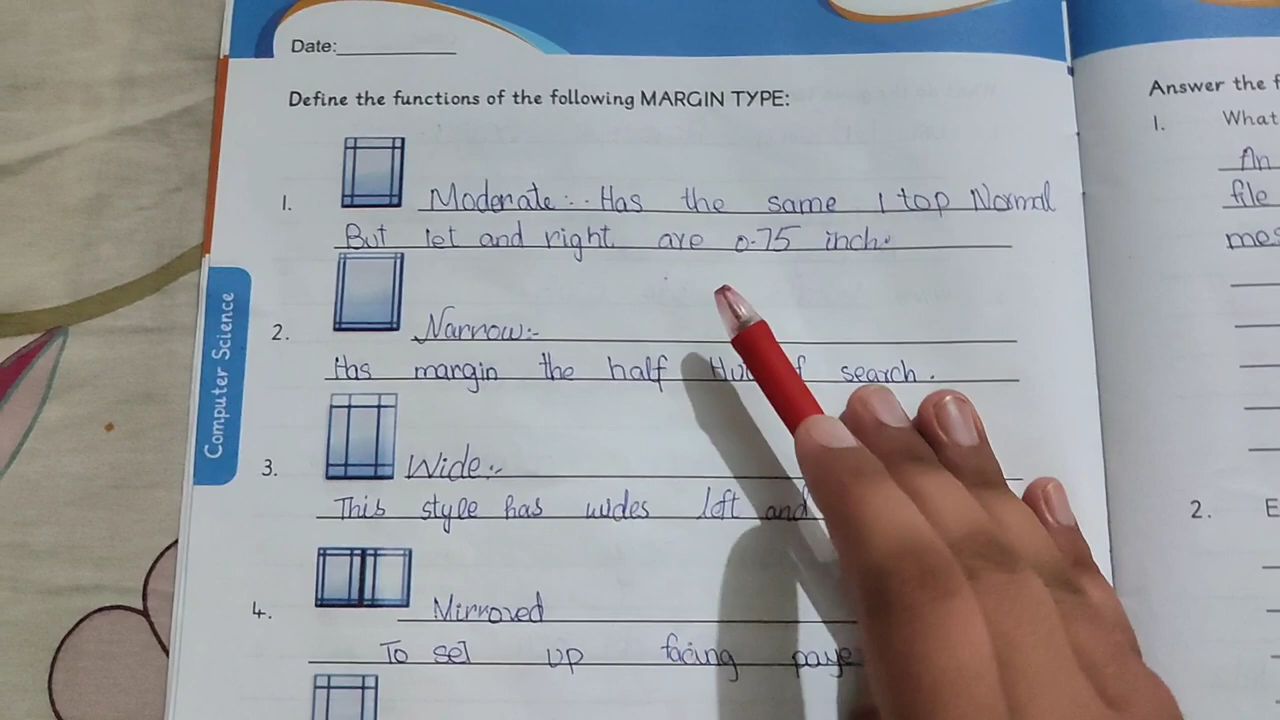 Date:
Define the functions of the following MARGIN TYPE:
1. Moderate:- Has the same 1 top Normal
But let and right are 0.75 inch.
2. Narrow:-
Has margin the half search.
3. Wide:-
This style has wides left and
4. Mirrored
To set up facing
Computer Science
Answer the
1. What
An
file
2.